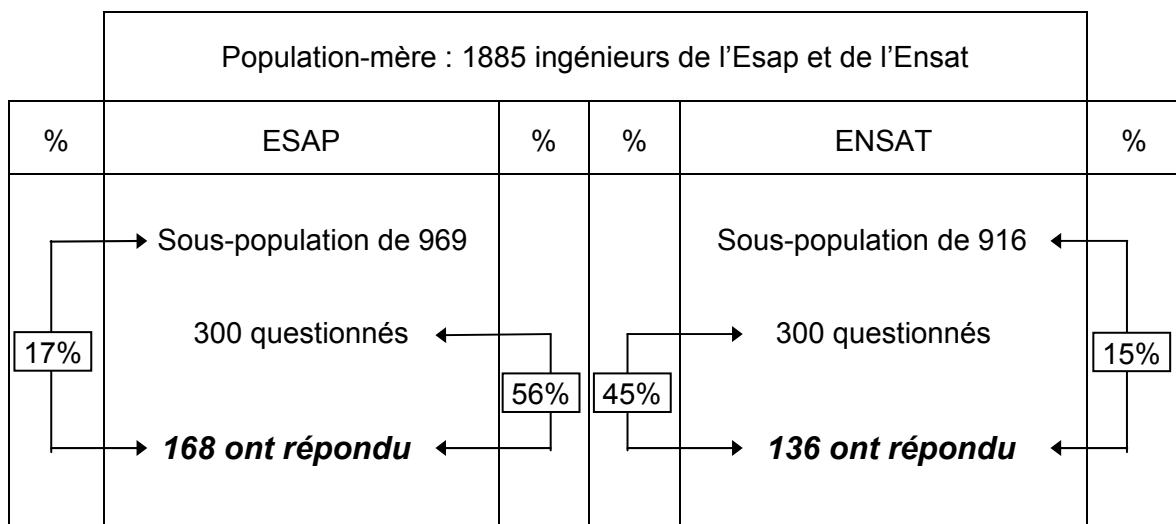 Population-mère : 1885 ingénieurs de l’Esap et de l’Ensat
% ESAP % % ENSAT %
Sous-population de 969 Sous-population de 916
300 questionnés 300 questionnés
17% 15%
56% 45%
168 ont répondu 136 ont répondu